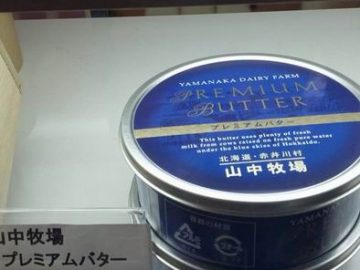 YAMANAKA DAIRY FARM
PREMIUM
BUTTER
プレミアムバター
This butter uses plenty of fresh
milk from cows raised on fresh pure water
under the blue skies of Hokkaido.
北海道・赤井川村
山中牧場
YAMANAKA
PREMIUM
山中牧場
プレミアムバター